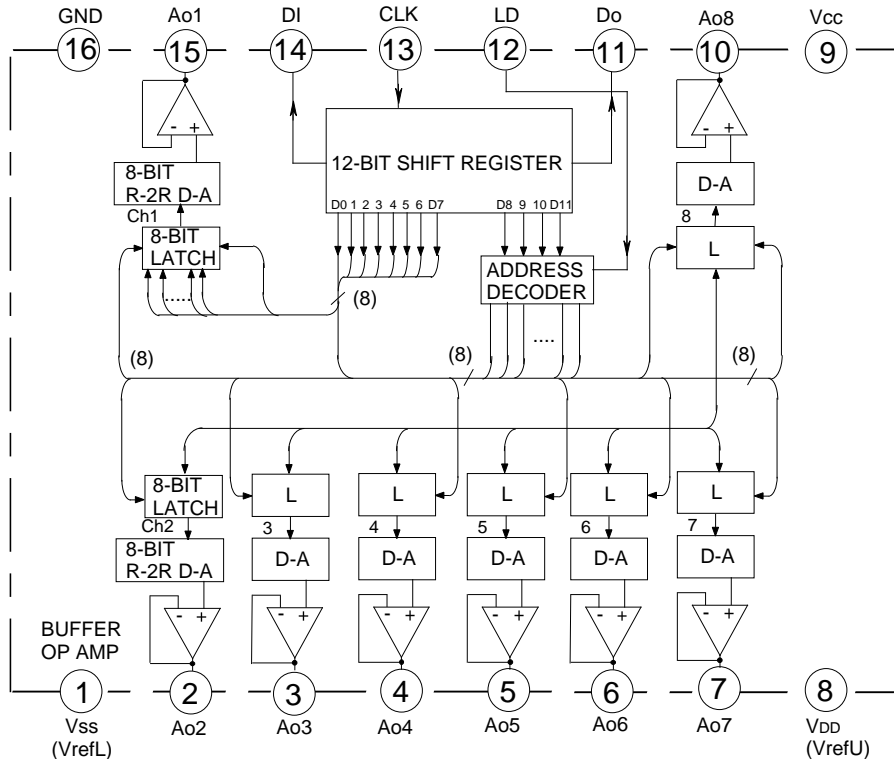 GND Ao1 DI CLK LD Do Ao8 Vcc
16 15 14 13 12 11 10 9
- +
- +
12-BIT SHIFT REGISTER
8-BIT
R-2R D-A
D-A
D0 1 2 3 4 5 6 D7 D8 9 10 D11
Ch1
8
8-BIT
LATCH
L
ADDRESS
DECODER
.....
(8)
....
(8) (8) (8)
8-BIT
LATCH
L L L L L
Ch2 3 4 5 6 7
8-BIT
R-2R D-A
D-A D-A D-A D-A D-A
- + - + - + - + - + - +
BUFFER
OP AMP
1 2 3 4 5 6 7 8
Vss Ao2 Ao3 Ao4 Ao5 Ao6 Ao7 VDD
(VrefL) (VrefU)